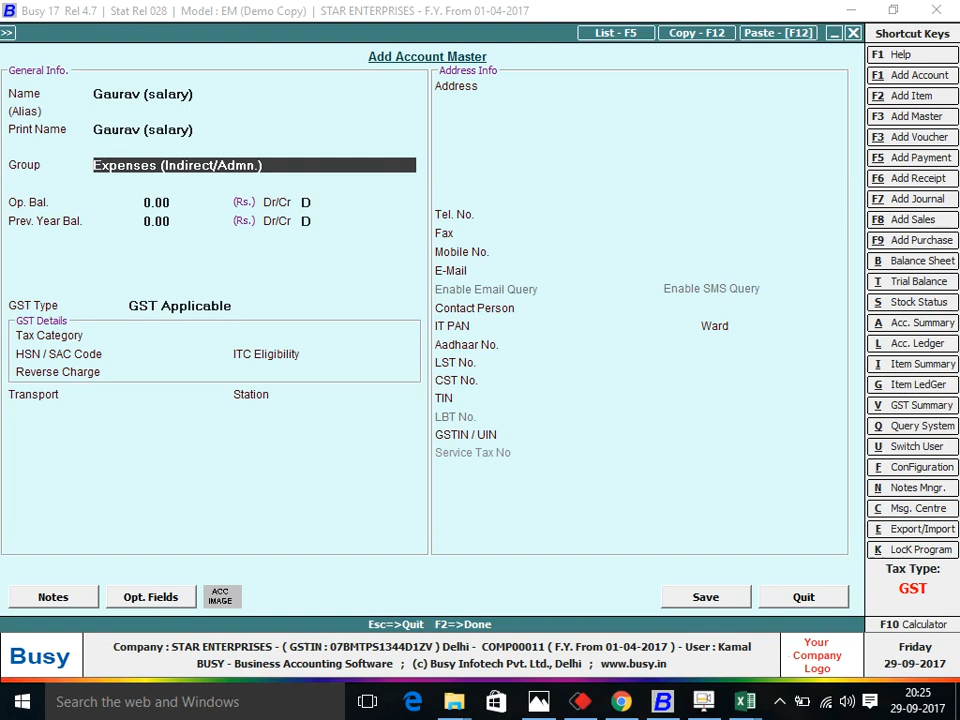 Busy 17 Rel 4.7 | Stat Rel 028 | Model : EM (Demo Copy) | STAR ENTERPRISES - F.Y. From 01-04-2017
>>
List - F5
Copy - F12
Paste - [F12]
Add Account Master
General Info.
Name Gaurav (salary)
(Alias)
Print Name Gaurav (salary)
Group Expenses (Indirect/Admn.)
Op. Bal. 0.00 (Rs.) Dr/Cr D
Prev. Year Bal. 0.00 (Rs.) Dr/Cr D
GST Type GST Applicable
GST Details
Tax Category
HSN / SAC Code ITC Eligibility
Reverse Charge
Transport Station
Address Info
Address
Tel. No.
Fax
Mobile No.
E-Mail
Enable Email Query Enable SMS Query
Contact Person
IT PAN Ward
Aadhaar No.
LST No.
CST No.
TIN
LBT No.
GSTIN / UIN
Service Tax No
Notes
Opt. Fields
ACC
IMAGE
Save
Quit
Esc=>Quit F2=>Done
Shortcut Keys
F1 Help
F1 Add Account
F2 Add Item
F3 Add Master
F3 Add Voucher
F5 Add Payment
F6 Add Receipt
F7 Add Journal
F8 Add Sales
F9 Add Purchase
B Balance Sheet
T Trial Balance
S Stock Status
A Acc. Summary
L Acc. Ledger
I Item Summary
G Item LedGer
V GST Summary
Q Query System
U Switch User
F ConFiguration
N Notes Mngr.
C Msg. Centre
E Export/Import
K LocK Program
Tax Type:
GST
F10 Calculator
Busy
Company : STAR ENTERPRISES - ( GSTIN : 07BMTPS1344D1ZV ) Delhi - COMP00011 ( F.Y. From 01-04-2017 ) - User : Kamal
BUSY - Business Accounting Software ; (c) Busy Infotech Pvt. Ltd., Delhi ; www.busy.in
Your
Company
Logo
Friday
29-09-2017
Search the web and Windows
20:25
29-09-2017